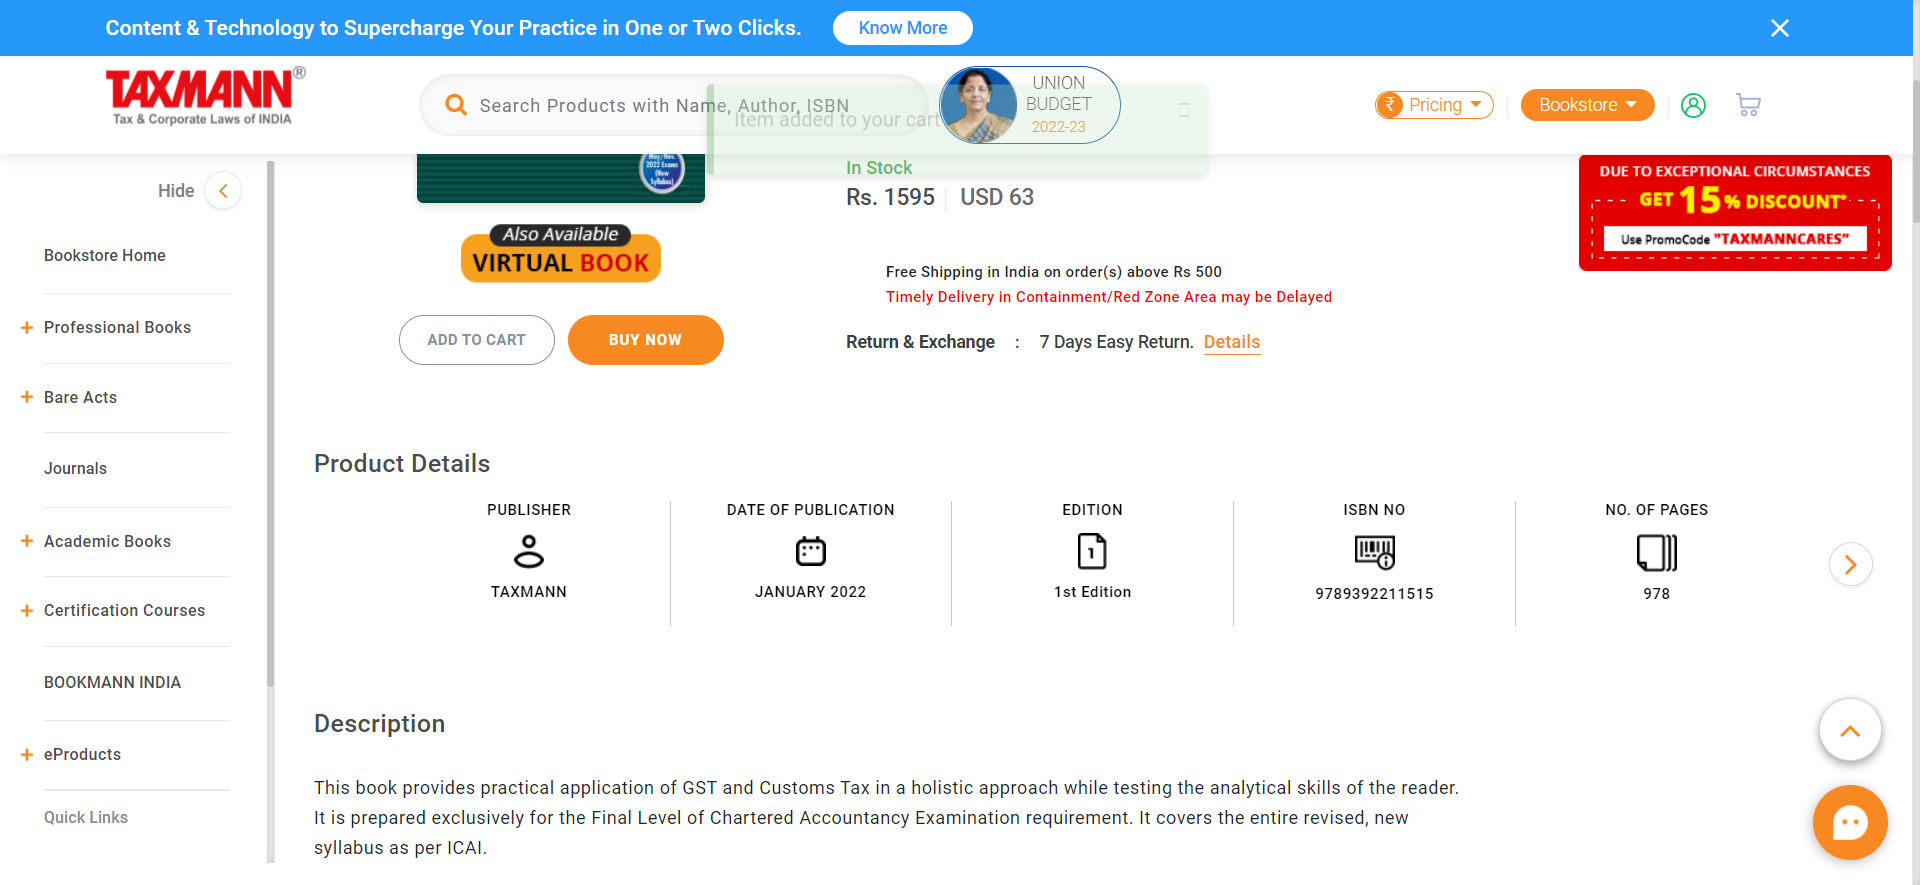 Content & Technology to Supercharge Your Practice in One or Two Clicks.
Know More
TAXMANN®
Tax & Corporate Laws of INDIA
Search Products with Name, Author, ISBN
Item added to your cart
UNION
BUDGET
2022-23
₹ Pricing
Bookstore
Hide
Bookstore Home
+ Professional Books
+ Bare Acts
Journals
+ Academic Books
+ Certification Courses
BOOKMANN INDIA
+ eProducts
Quick Links
May/Nov.
2022 Exams
(New
Syllabus)
Also Available
VIRTUAL BOOK
ADD TO CART
BUY NOW
In Stock
Rs. 1595
USD 63
Free Shipping in India on order(s) above Rs 500
Timely Delivery in Containment/Red Zone Area may be Delayed
Return & Exchange : 7 Days Easy Return. Details
DUE TO EXCEPTIONAL CIRCUMSTANCES
GET 15% DISCOUNT*
Use PromoCode "TAXMANNCARES"
Product Details
PUBLISHER
TAXMANN
DATE OF PUBLICATION
JANUARY 2022
EDITION
1
1st Edition
ISBN NO
9789392211515
NO. OF PAGES
978
Description
This book provides practical application of GST and Customs Tax in a holistic approach while testing the analytical skills of the reader.
It is prepared exclusively for the Final Level of Chartered Accountancy Examination requirement. It covers the entire revised, new
syllabus as per ICAI.